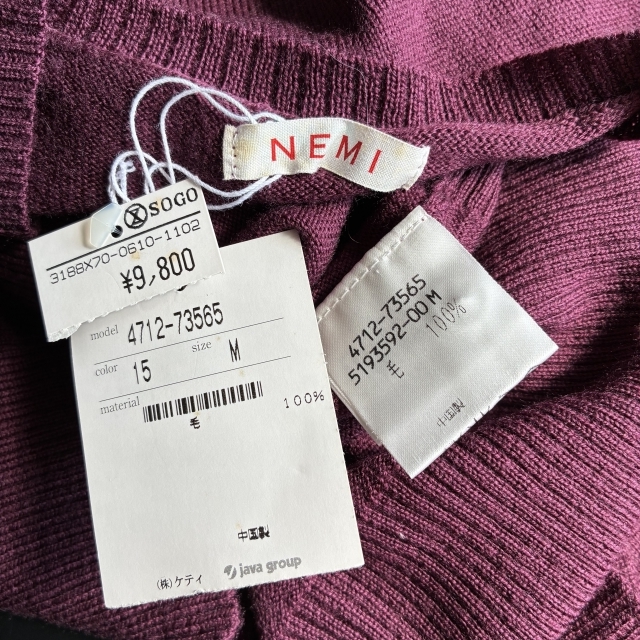 NEMI
SOGO
3188X70-0610-1102
¥9,800
model 4712-73565
color 15 size M
material 毛 100%
中国製
java group
(株)ケティ
4712-73565
5193592-00 M
毛 100%
中国製